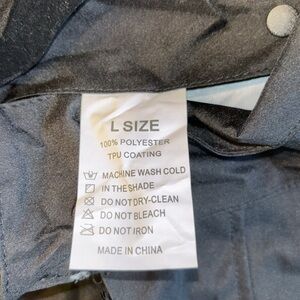 L SIZE
100% POLYESTER
TPU COATING
MACHINE WASH COLD
IN THE SHADE
DO NOT DRY-CLEAN
DO NOT BLEACH
DO NOT IRON
MADE IN CHINA